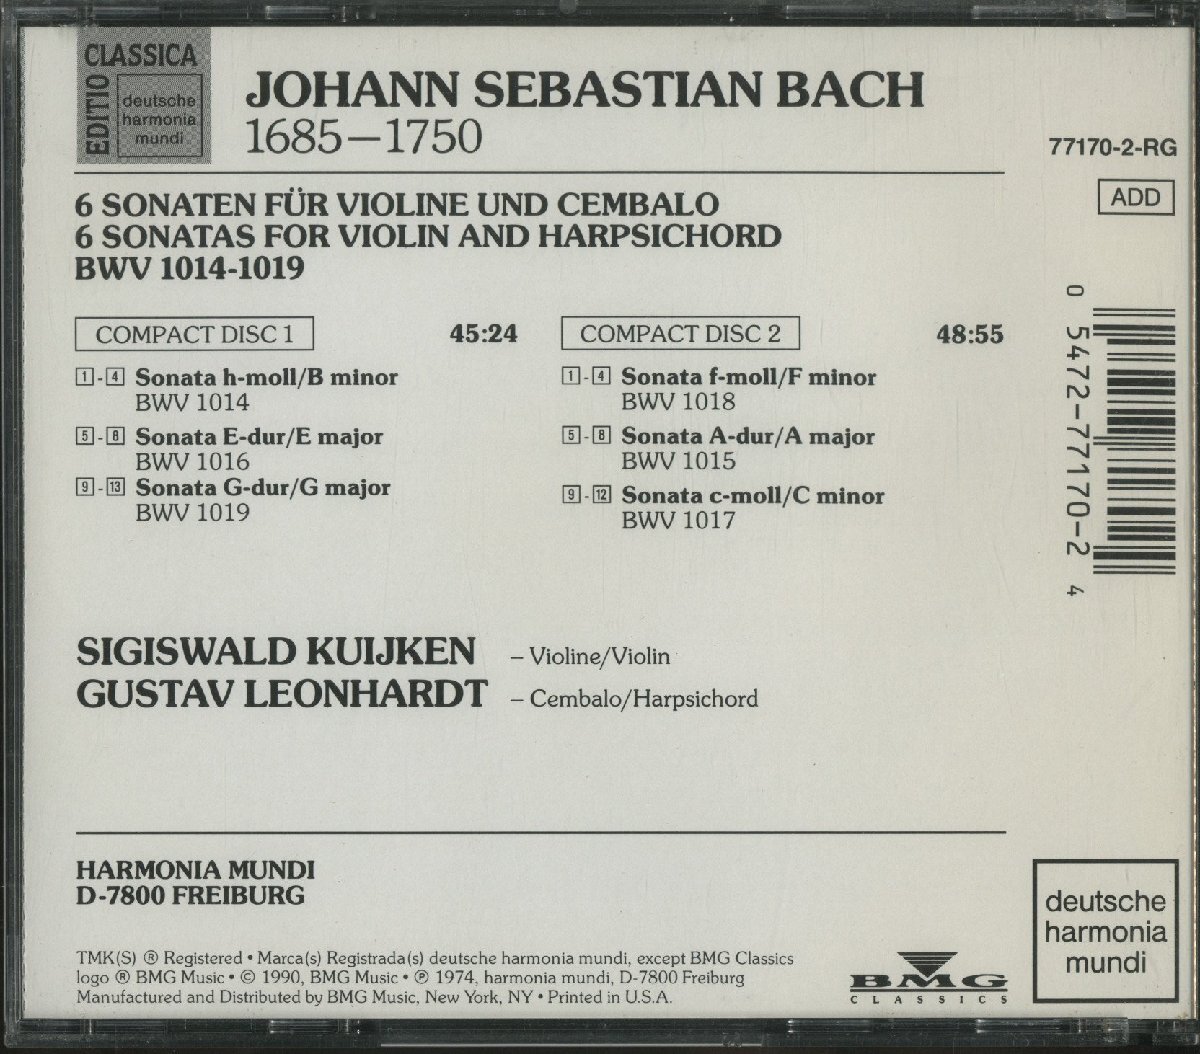 EDITIO
CLASSICA
deutsche
harmonia
mundi
JOHANN SEBASTIAN BACH
1685–1750
77170-2-RG
ADD
6 SONATEN FÜR VIOLINE UND CEMBALO
6 SONATAS FOR VIOLIN AND HARPSICHORD
BWV 1014-1019
COMPACT DISC 1 45:24
1-4 Sonata h-moll/B minor
BWV 1014
5-8 Sonata E-dur/E major
BWV 1016
9-13 Sonata G-dur/G major
BWV 1019
COMPACT DISC 2 48:55
1-4 Sonata f-moll/F minor
BWV 1018
5-8 Sonata A-dur/A major
BWV 1015
9-12 Sonata c-moll/C minor
BWV 1017
0 5472-77170-2 4
SIGISWALD KUIJKEN – Violine/Violin
GUSTAV LEONHARDT – Cembalo/Harpsichord
HARMONIA MUNDI
D-7800 FREIBURG
TMK(S) ® Registered • Marca(s) Registrada(s) deutsche harmonia mundi, except BMG Classics
logo ® BMG Music • © 1990, BMG Music • ℗ 1974, harmonia mundi, D-7800 Freiburg
Manufactured and Distributed by BMG Music, New York, NY • Printed in U.S.A.
BMG
CLASSICS
deutsche
harmonia
mundi